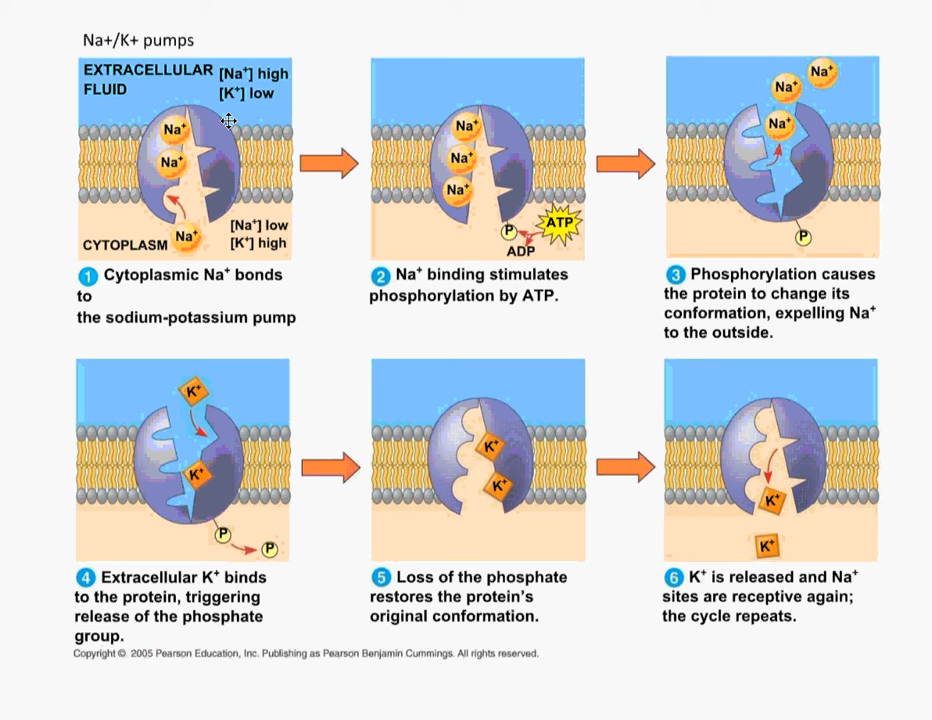 Na+/K+ pumps
EXTRACELLULAR
FLUID
[Na⁺] high
[K⁺] low
Na⁺
Na⁺
Na⁺
CYTOPLASM
[Na⁺] low
[K⁺] high
1 Cytoplasmic Na⁺ bonds
to
the sodium-potassium pump
Na⁺
Na⁺
Na⁺
P
ATP
ADP
2 Na⁺ binding stimulates
phosphorylation by ATP.
Na⁺
Na⁺
Na⁺
P
3 Phosphorylation causes
the protein to change its
conformation, expelling Na⁺
to the outside.
K⁺
K⁺
P
P
4 Extracellular K⁺ binds
to the protein, triggering
release of the phosphate
group.
K⁺
K⁺
5 Loss of the phosphate
restores the protein's
original conformation.
K⁺
K⁺
6 K⁺ is released and Na⁺
sites are receptive again;
the cycle repeats.
Copyright © 2005 Pearson Education, Inc. Publishing as Pearson Benjamin Cummings. All rights reserved.